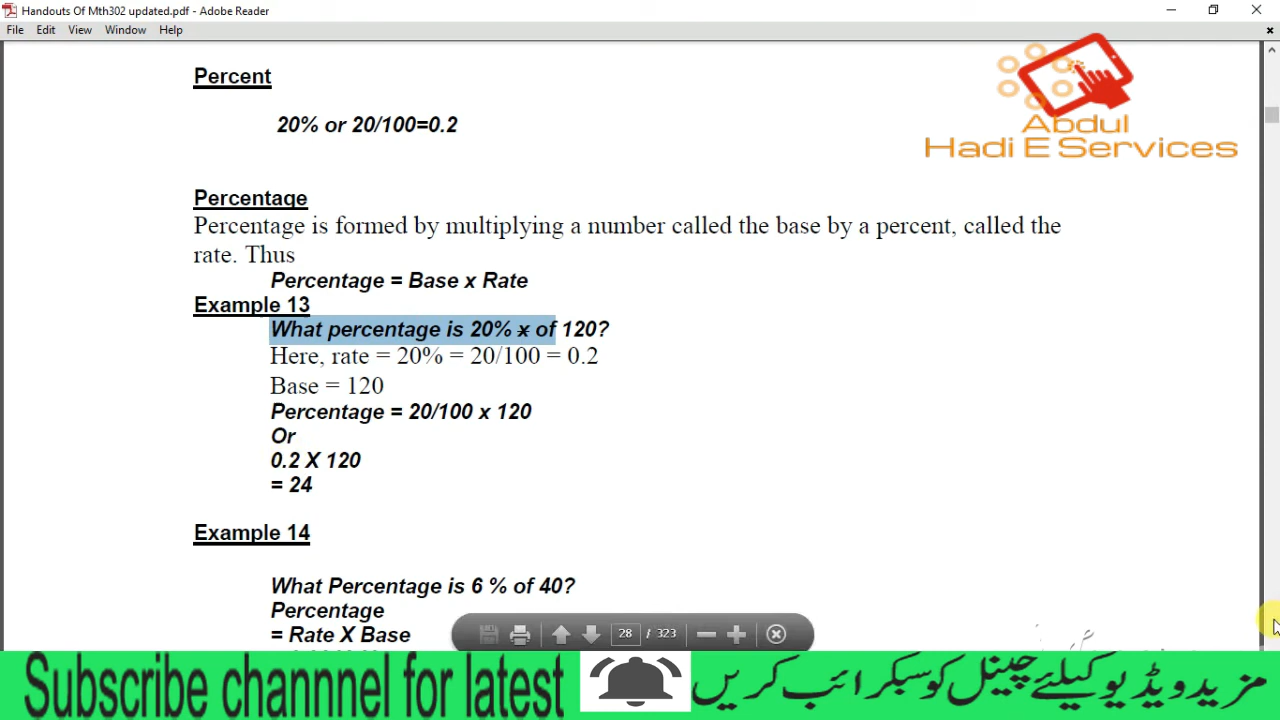 Handouts Of Mth302 updated.pdf - Adobe Reader
File Edit View Window Help
Abdul
Hadi E Services
Percent
20% or 20/100=0.2
Percentage
Percentage is formed by multiplying a number called the base by a percent, called the
rate. Thus
Percentage = Base x Rate
Example 13
What percentage is 20% x of 120?
Here, rate = 20% = 20/100 = 0.2
Base = 120
Percentage = 20/100 x 120
Or
0.2 X 120
= 24
Example 14
What Percentage is 6 % of 40?
Percentage
= Rate X Base
28 / 323
Subscribe channnel for latest
مزید ویڈیو کیلئے چینل کو سبکرائب کریں